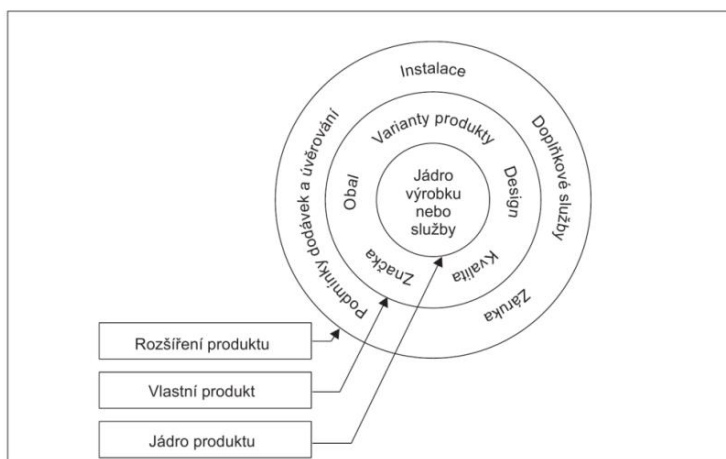 Instalace
Podmínky dodávek a úvěrování
Doplňkové služby
Záruka
Varianty produkty
Obal
Design
Značka
Kvalita
Jádro
výrobku
nebo
služby
Rozšíření produktu
Vlastní produkt
Jádro produktu